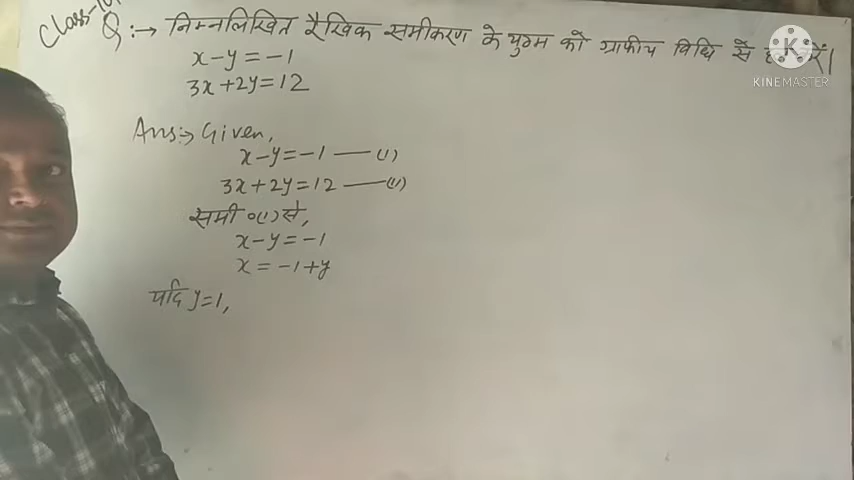 Class-10
Q:→ निम्नलिखित रैखिक समीकरण के युग्म को ग्राफीय विधि से करें।
x-y=-1
3x+2y=12
Ans:→ Given,
x-y=-1 —(i)
3x+2y=12 —(ii)
समी०(i) से,
x-y=-1
x=-1+y
यदि y=1,
K
KINEMASTER